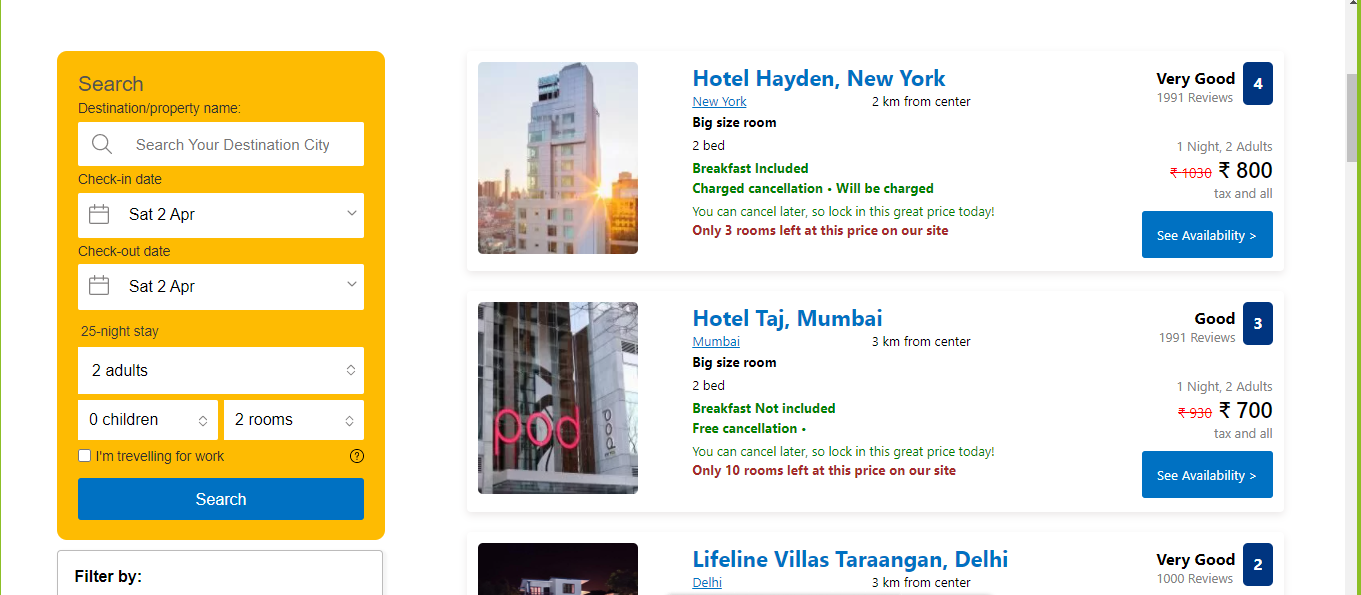 Search
Destination/property name:
Search Your Destination City
Check-in date
Sat 2 Apr
Check-out date
Sat 2 Apr
25-night stay
2 adults
0 children
2 rooms
I'm trevelling for work
?
Search
Filter by:
Hotel Hayden, New York
New York
2 km from center
Big size room
2 bed
Breakfast Included
Charged cancellation • Will be charged
You can cancel later, so lock in this great price today!
Only 3 rooms left at this price on our site
Very Good
1991 Reviews
4
1 Night, 2 Adults
₹ 1030 ₹ 800
tax and all
See Availability >
pod
pod
Hotel Taj, Mumbai
Mumbai
3 km from center
Big size room
2 bed
Breakfast Not included
Free cancellation •
You can cancel later, so lock in this great price today!
Only 10 rooms left at this price on our site
Good
1991 Reviews
3
1 Night, 2 Adults
₹ 930 ₹ 700
tax and all
See Availability >
Lifeline Villas Taraangan, Delhi
Delhi
3 km from center
Very Good
1000 Reviews
2